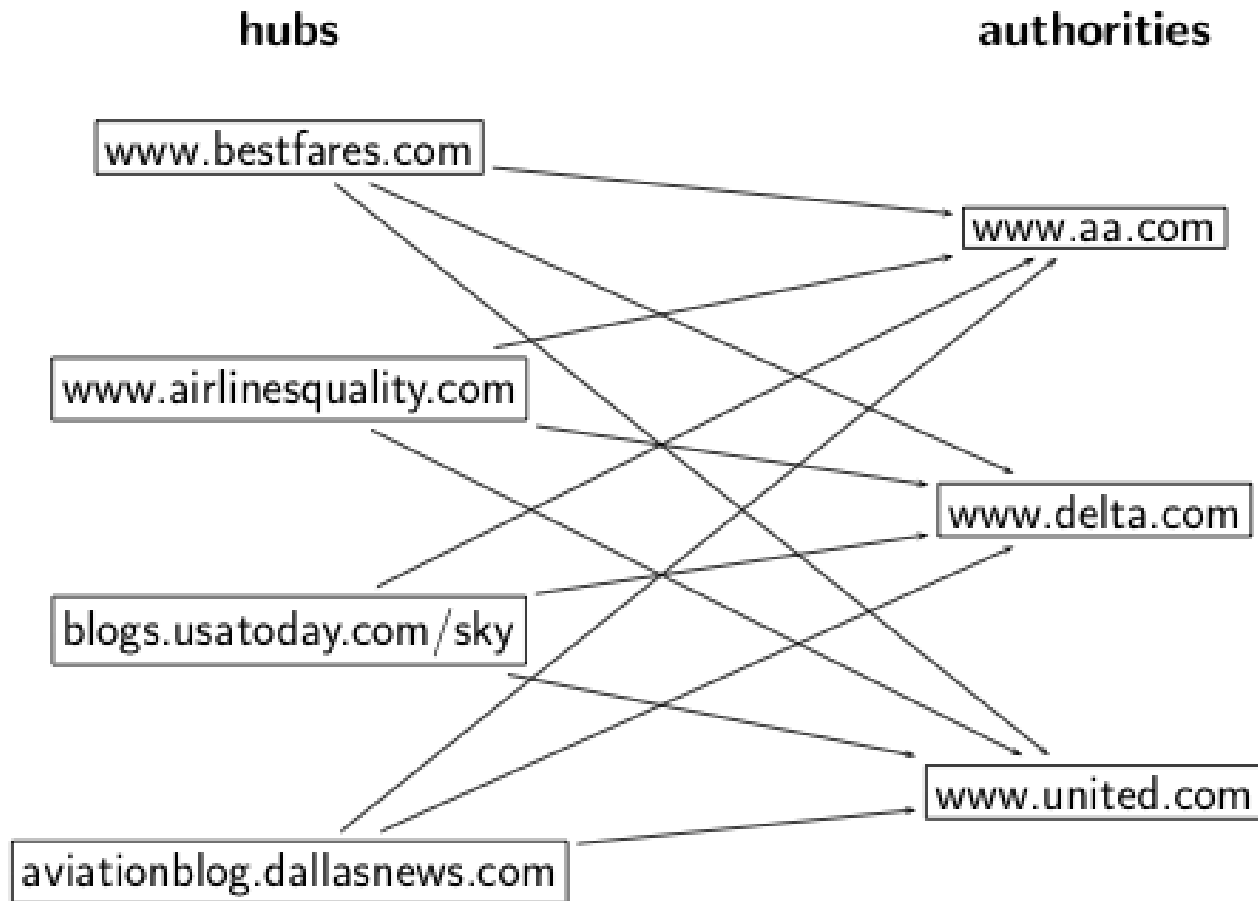 hubs
authorities
www.bestfares.com
www.aa.com
www.airlinesquality.com
www.delta.com
blogs.usatoday.com/sky
www.united.com
aviationblog.dallasnews.com